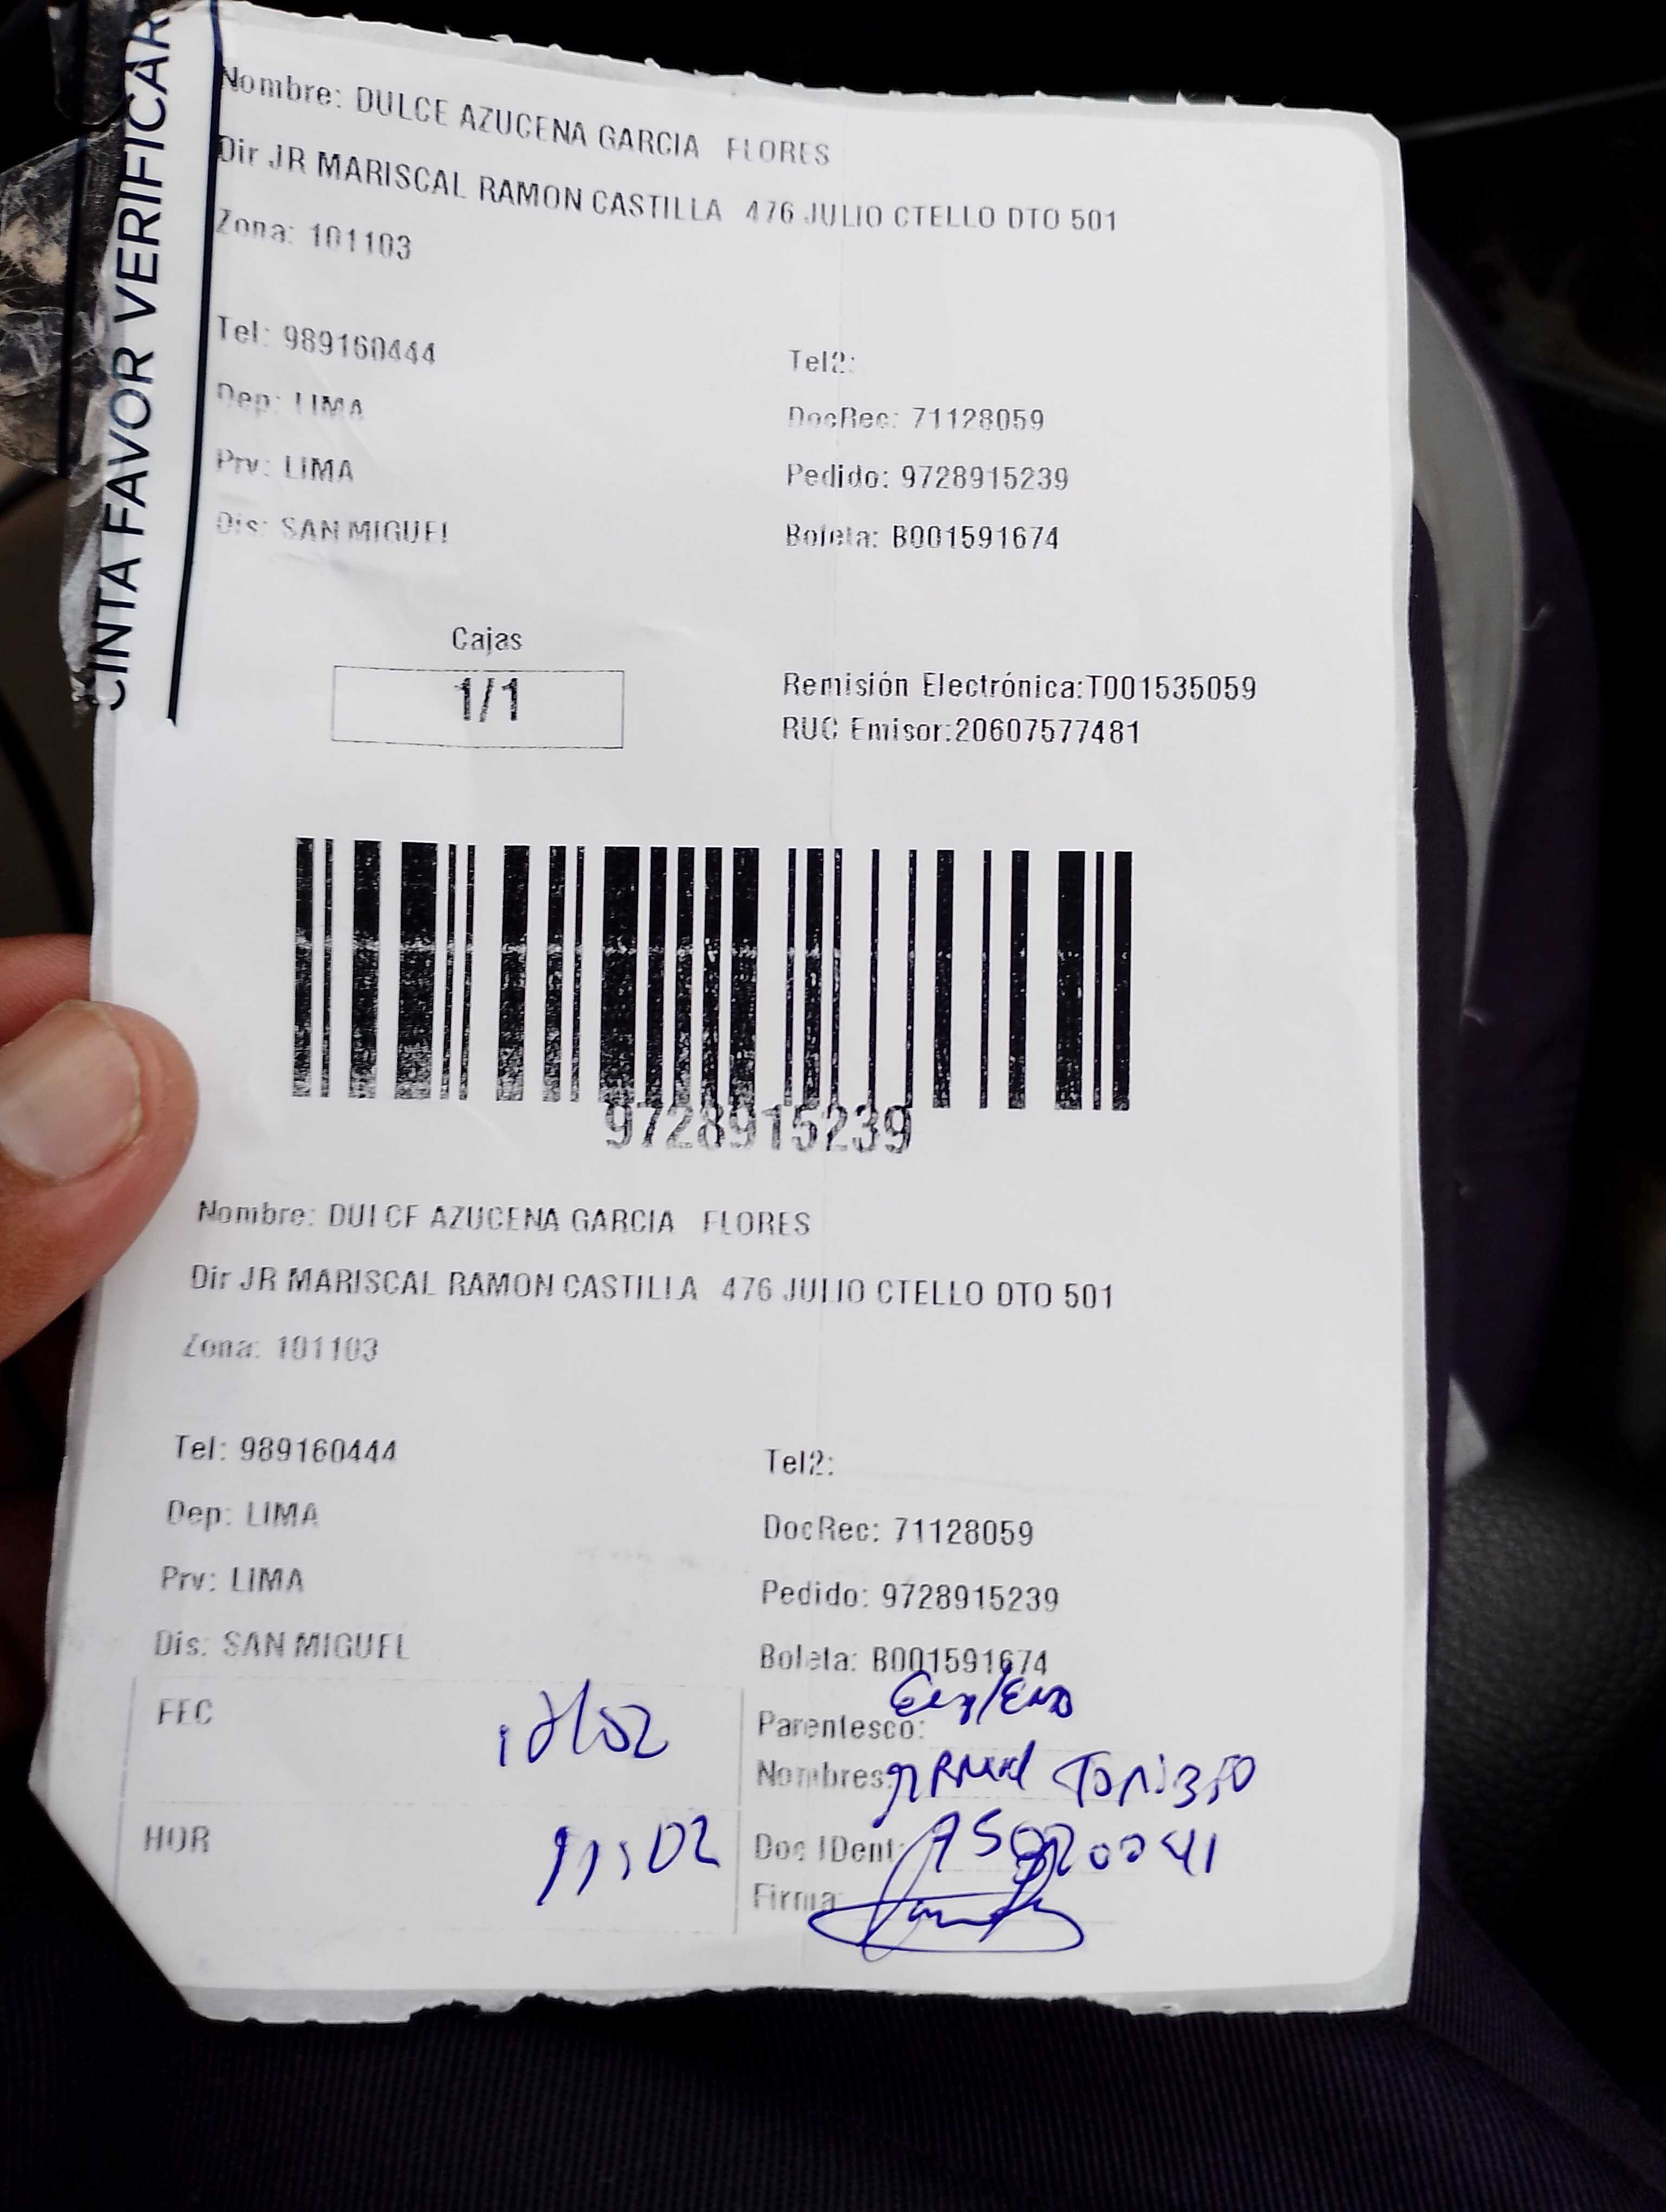 CINTA FAVOR VERIFICAR
Nombre: DULCE AZUCENA GARCIA FLORES
Dir JR MARISCAL RAMON CASTILLA 476 JULIO CTELLO DTO 501
Zona: 101103
Tel: 989160444 Tel2:
Dep: LIMA DocRec: 71128059
Prv: LIMA Pedido: 9728915239
Dis: SAN MIGUEL Boleta: B001591674
Cajas
1/1
Remisión Electrónica:T001535059
RUC Emisor:20607577481
9728915239
Nombre: DULCE AZUCENA GARCIA FLORES
Dir JR MARISCAL RAMON CASTILLA 476 JULIO CTELLO DTO 501
Zona: 101103
Tel: 989160444 Tel2:
Dep: LIMA DocRec: 71128059
Prv: LIMA Pedido: 9728915239
Dis: SAN MIGUEL Boleta: B001591674
FEC
Parentesco:
Nombres:
HOR
Doc IDent:
Firma: